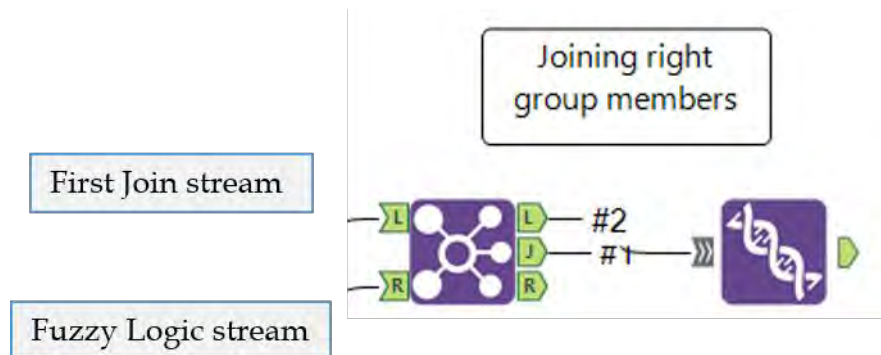 Joining right
group members
First Join stream
L
L
#2
J
#1
R
R
Fuzzy Logic stream